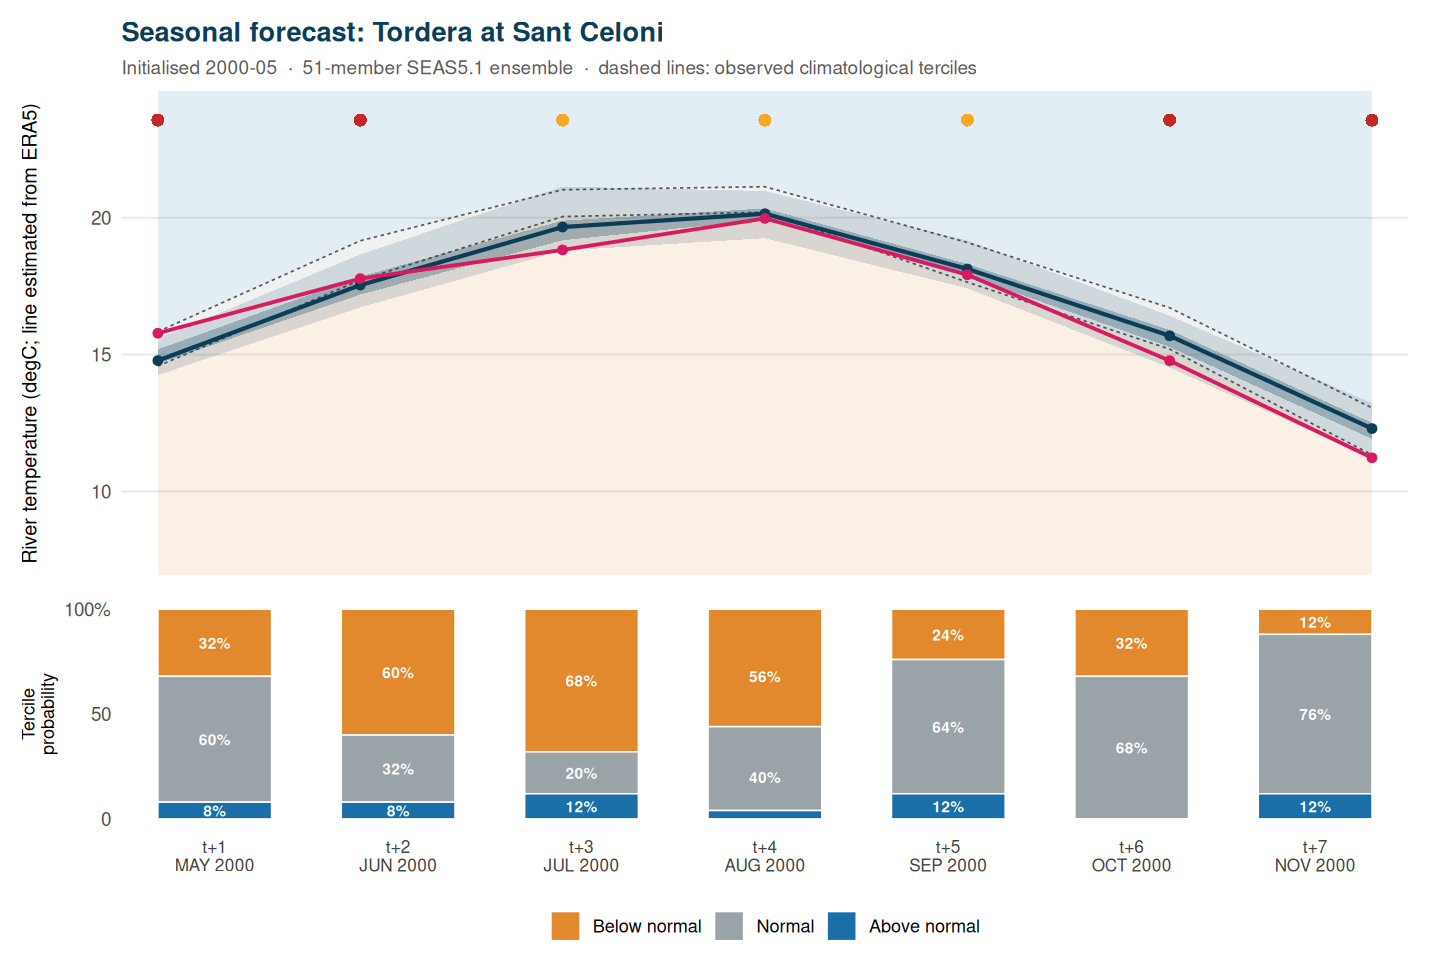 Seasonal forecast: Tordera at Sant Celoni
Initialised 2000-05 · 51-member SEAS5.1 ensemble · dashed lines: observed climatological terciles
River temperature (degC; line estimated from ERA5)
20
15
10
Tercile
probability
100%
50
0
32%
60%
8%
60%
32%
8%
68%
20%
12%
56%
40%
24%
64%
12%
32%
68%
12%
76%
12%
t+1
MAY 2000
t+2
JUN 2000
t+3
JUL 2000
t+4
AUG 2000
t+5
SEP 2000
t+6
OCT 2000
t+7
NOV 2000
Below normal
Normal
Above normal